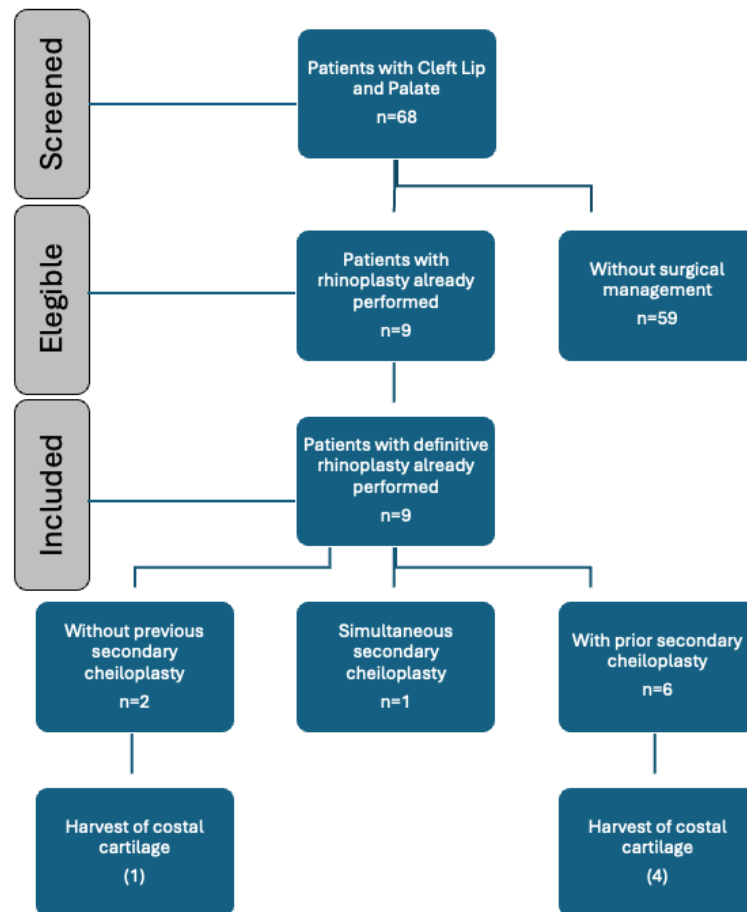 Screened
Patients with Cleft Lip
and Palate
n=68
Elegible
Patients with
rhinoplasty already
performed
n=9
Without surgical
management
n=59
Included
Patients with definitive
rhinoplasty already
performed
n=9
Without previous
secondary
cheiloplasty
n=2
Simultaneous
secondary
cheiloplasty
n=1
With prior secondary
cheiloplasty
n=6
Harvest of costal
cartilage
(1)
Harvest of costal
cartilage
(4)